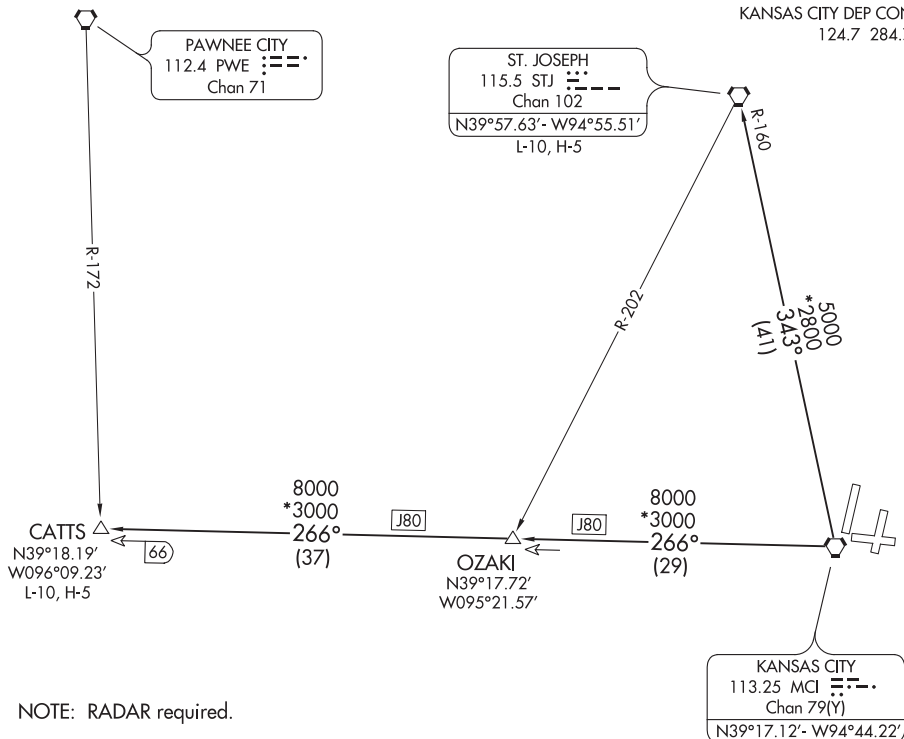 KANSAS CITY DEP CON
124.7 284.
PAWNEE CITY
112.4 PWE
Chan 71
ST. JOSEPH
115.5 STJ
Chan 102
N39°57.63'- W94°55.51'
L-10, H-5
R-160
R-172
R-202
5000
*2800
343°
(41)
CATTS
N39°18.19'
W096°09.23'
L-10, H-5
66
8000
*3000
266°
(37)
J80
OZAKI
N39°17.72'
W095°21.57'
J80
8000
*3000
266°
(29)
KANSAS CITY
113.25 MCI
Chan 79(Y)
N39°17.12'- W94°44.22'
NOTE: RADAR required.